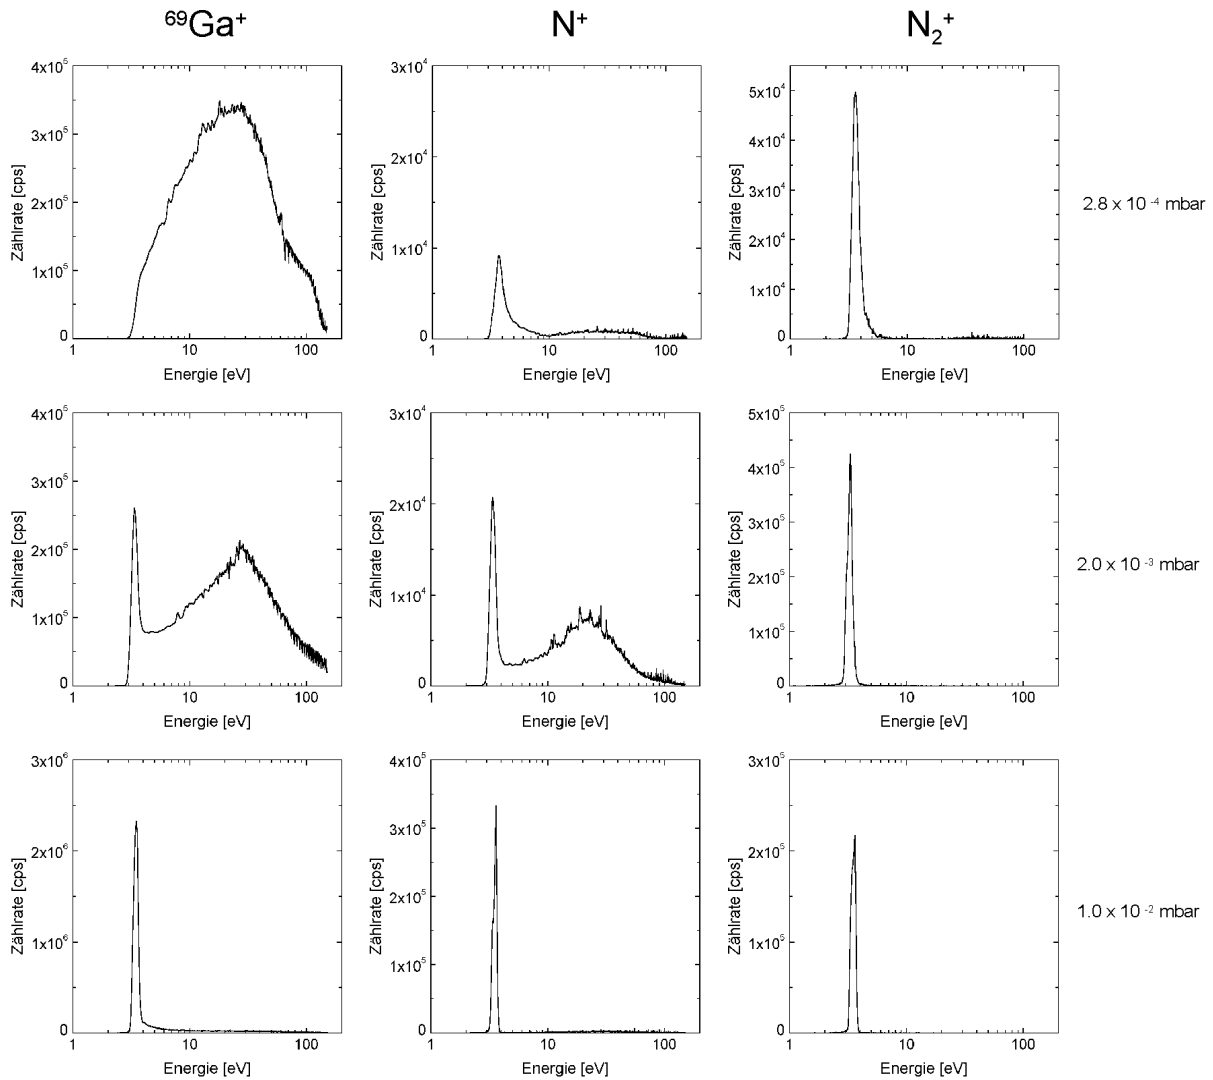 ⁶⁹Ga⁺
N⁺
N₂⁺
4x10⁵
3x10⁵
2x10⁵
1x10⁵
0
Zählrate [cps]
1 10 100
Energie [eV]
3x10⁴
2x10⁴
1x10⁴
0
Zählrate [cps]
1 10 100
Energie [eV]
5x10⁴
4x10⁴
3x10⁴
2x10⁴
1x10⁴
0
Zählrate [cps]
1 10 100
Energie [eV]
2.8 x 10 ⁻⁴ mbar
4x10⁵
3x10⁵
2x10⁵
1x10⁵
0
Zählrate [cps]
1 10 100
Energie [eV]
3x10⁴
2x10⁴
1x10⁴
0
Zählrate [cps]
1 10 100
Energie [eV]
5x10⁵
4x10⁵
3x10⁵
2x10⁵
1x10⁵
0
Zählrate [cps]
1 10 100
Energie [eV]
2.0 x 10 ⁻³ mbar
3x10⁶
2x10⁶
1x10⁶
0
Zählrate [cps]
1 10 100
Energie [eV]
4x10⁵
3x10⁵
2x10⁵
1x10⁵
0
Zählrate [cps]
1 10 100
Energie [eV]
3x10⁵
2x10⁵
1x10⁵
0
Zählrate [cps]
1 10 100
Energie [eV]
1.0 x 10 ⁻² mbar